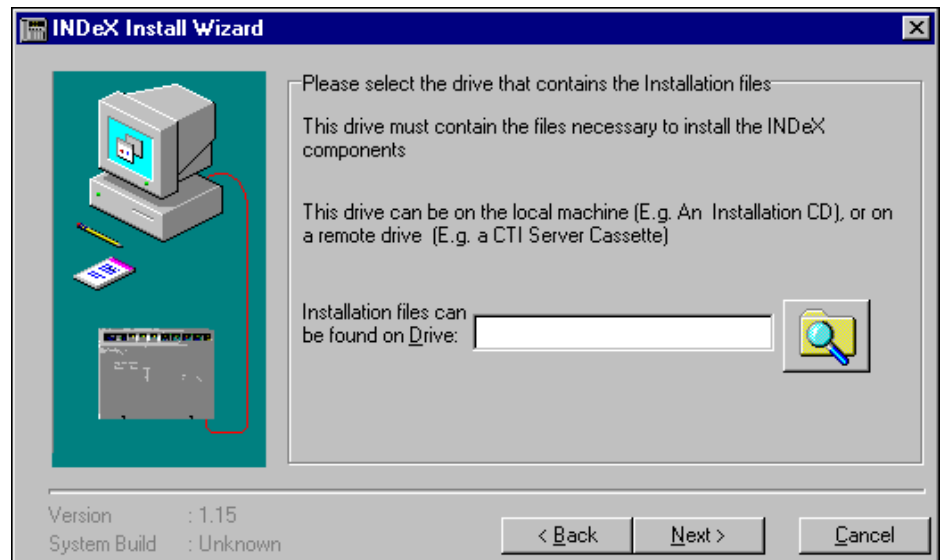 INDeX Install Wizard
Please select the drive that contains the Installation files
This drive must contain the files necessary to install the INDeX
components
This drive can be on the local machine (E.g. An Installation CD), or on
a remote drive (E.g. a CTI Server Cassette)
Installation files can
be found on Drive:
Version : 1.15
System Build : Unknown
< Back Next > Cancel